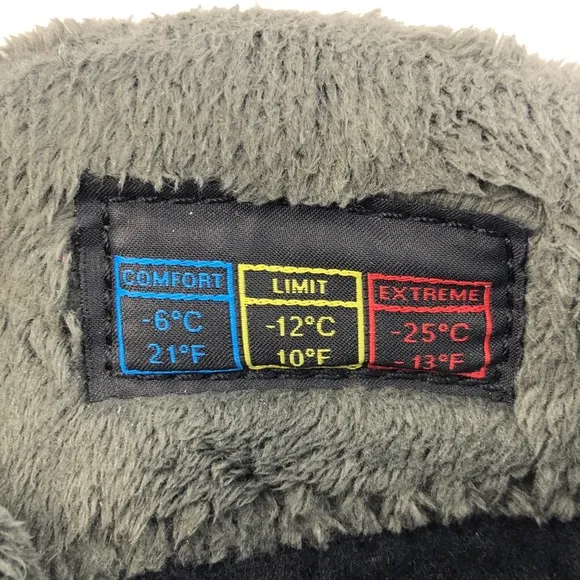 COMFORT LIMIT EXTREME
-6°C -12°C -25°C
21°F 10°F -13°F